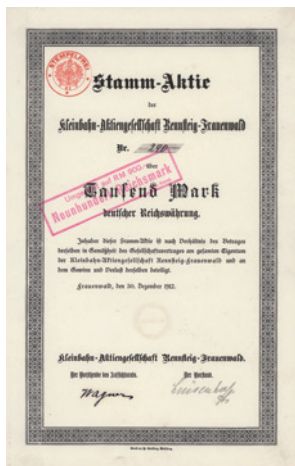 STEMPELFREI
Stamm-Aktie
der
Kleinbahn-Aktiengesellschaft Rennsteig-Frauenwald
Nr. 240
über
Umgestellt auf RM 900,-
Neunhundert Reichsmark
Tausend Mark
deutscher Reichswährung.
Inhaber dieser Stamm-Aktie ist nach Verhältnis des Betrages
derselben in Gemäßheit des Gesellschaftsvertrages am gesamten Eigentum
der Kleinbahn-Aktiengesellschaft Rennsteig-Frauenwald und an
dem Gewinn und Verlust derselben beteiligt.
Frauenwald, den 30. Dezember 1912.
Kleinbahn-Aktiengesellschaft Rennsteig-Frauenwald.
Der Vorsitzende des Aufsichtsrats. Der Vorstand.
Wagner